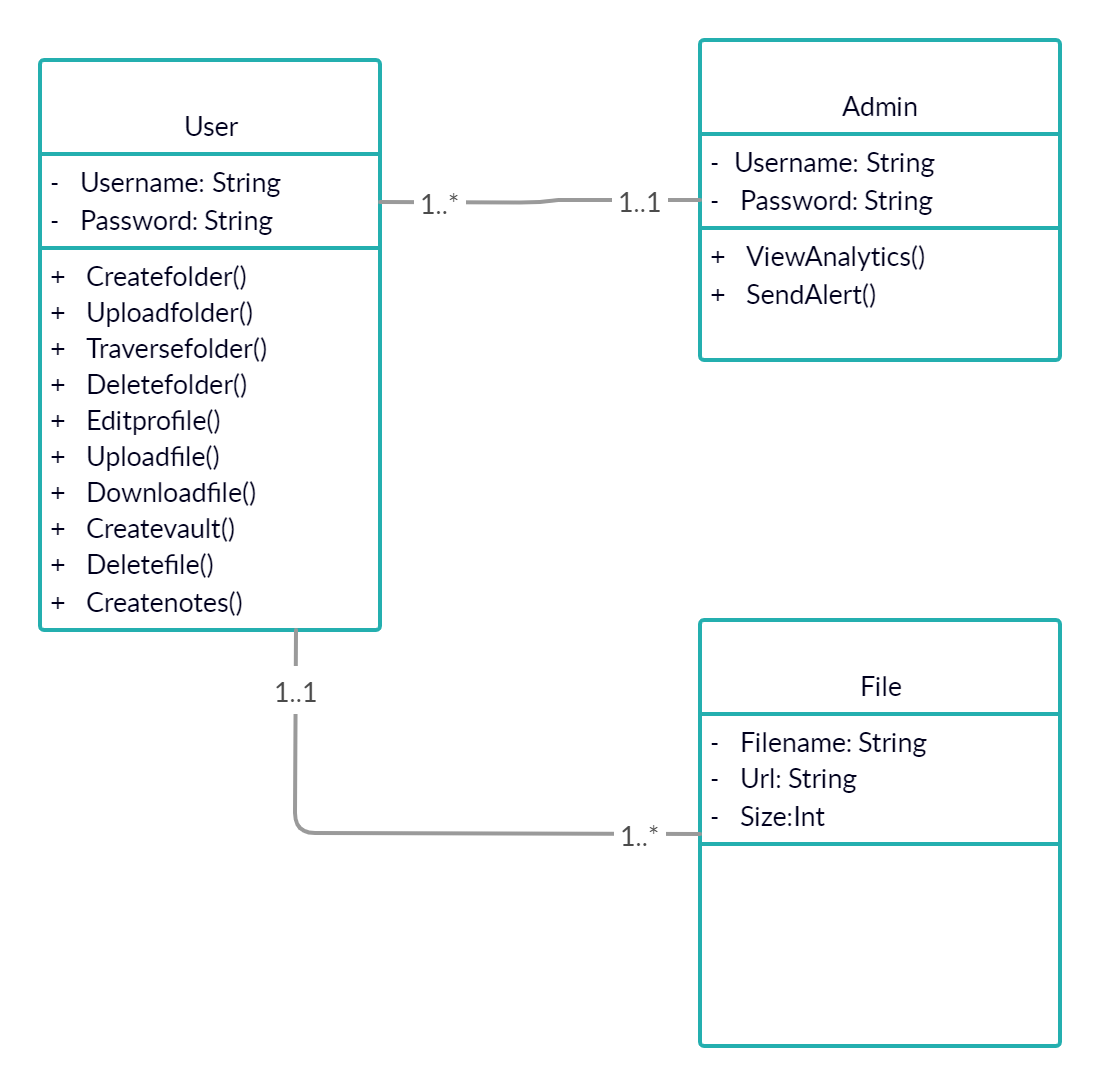 User
- Username: String
- Password: String
+ Createfolder()
+ Uploadfolder()
+ Traversefolder()
+ Deletefolder()
+ Editprofile()
+ Uploadfile()
+ Downloadfile()
+ Createvault()
+ Deletefile()
+ Createnotes()
1..*
1..1
Admin
- Username: String
- Password: String
+ ViewAnalytics()
+ SendAlert()
1..1
1..*
File
- Filename: String
- Url: String
- Size:Int